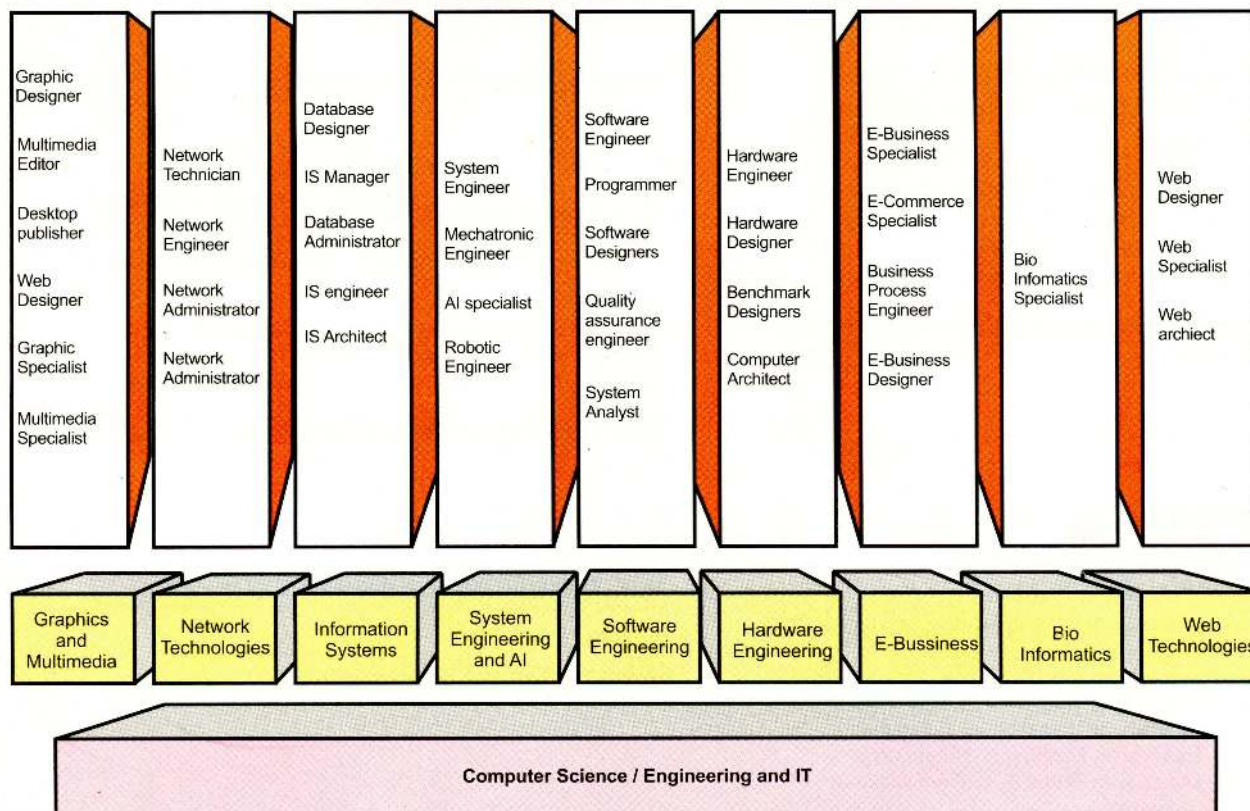 Graphic
Designer
Multimedia
Editor
Desktop
publisher
Web
Designer
Graphic
Specialist
Multimedia
Specialist
Network
Technician
Network
Engineer
Network
Administrator
Network
Administrator
Database
Designer
IS Manager
Database
Administrator
IS engineer
IS Architect
System
Engineer
Mechatronic
Engineer
AI specialist
Robotic
Engineer
Software
Engineer
Programmer
Software
Designers
Quality
assurance
engineer
System
Analyst
Hardware
Engineer
Hardware
Designer
Benchmark
Designers
Computer
Architect
E-Business
Specialist
E-Commerce
Specialist
Business
Process
Engineer
E-Business
Designer
Bio
Infomatics
Specialist
Web
Designer
Web
Specialist
Web
archiect
Graphics
and
Multimedia
Network
Technologies
Information
Systems
System
Engineering
and AI
Software
Engineering
Hardware
Engineering
E-Bussiness
Bio
Informatics
Web
Technologies
Computer Science / Engineering and IT